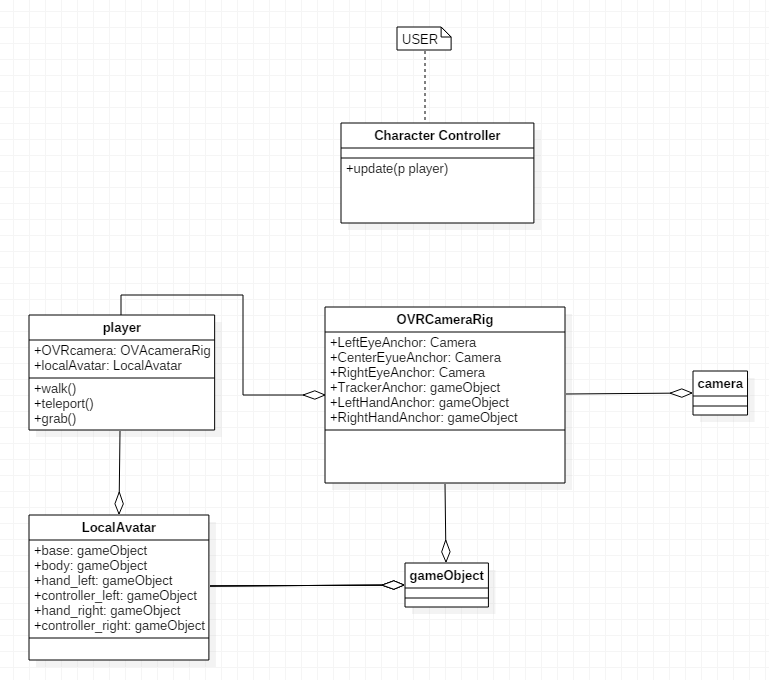 USER
Character Controller
+update(p player)
player
+OVRcamera: OVAcameraRig
+localAvatar: LocalAvatar
+walk()
+teleport()
+grab()
OVRCameraRig
+LeftEyeAnchor: Camera
+CenterEyueAnchor: Camera
+RightEyeAnchor: Camera
+TrackerAnchor: gameObject
+LeftHandAnchor: gameObject
+RightHandAnchor: gameObject
camera
LocalAvatar
+base: gameObject
+body: gameObject
+hand_left: gameObject
+controller_left: gameObject
+hand_right: gameObject
+controller_right: gameObject
gameObject